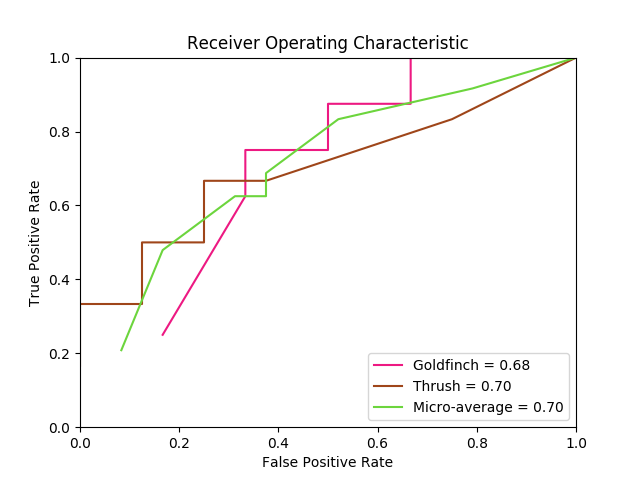 Receiver Operating Characteristic
True Positive Rate
1.0
0.8
0.6
0.4
0.2
0.0
Goldfinch = 0.68
Thrush = 0.70
Micro-average = 0.70
0.0 0.2 0.4 0.6 0.8 1.0
False Positive Rate